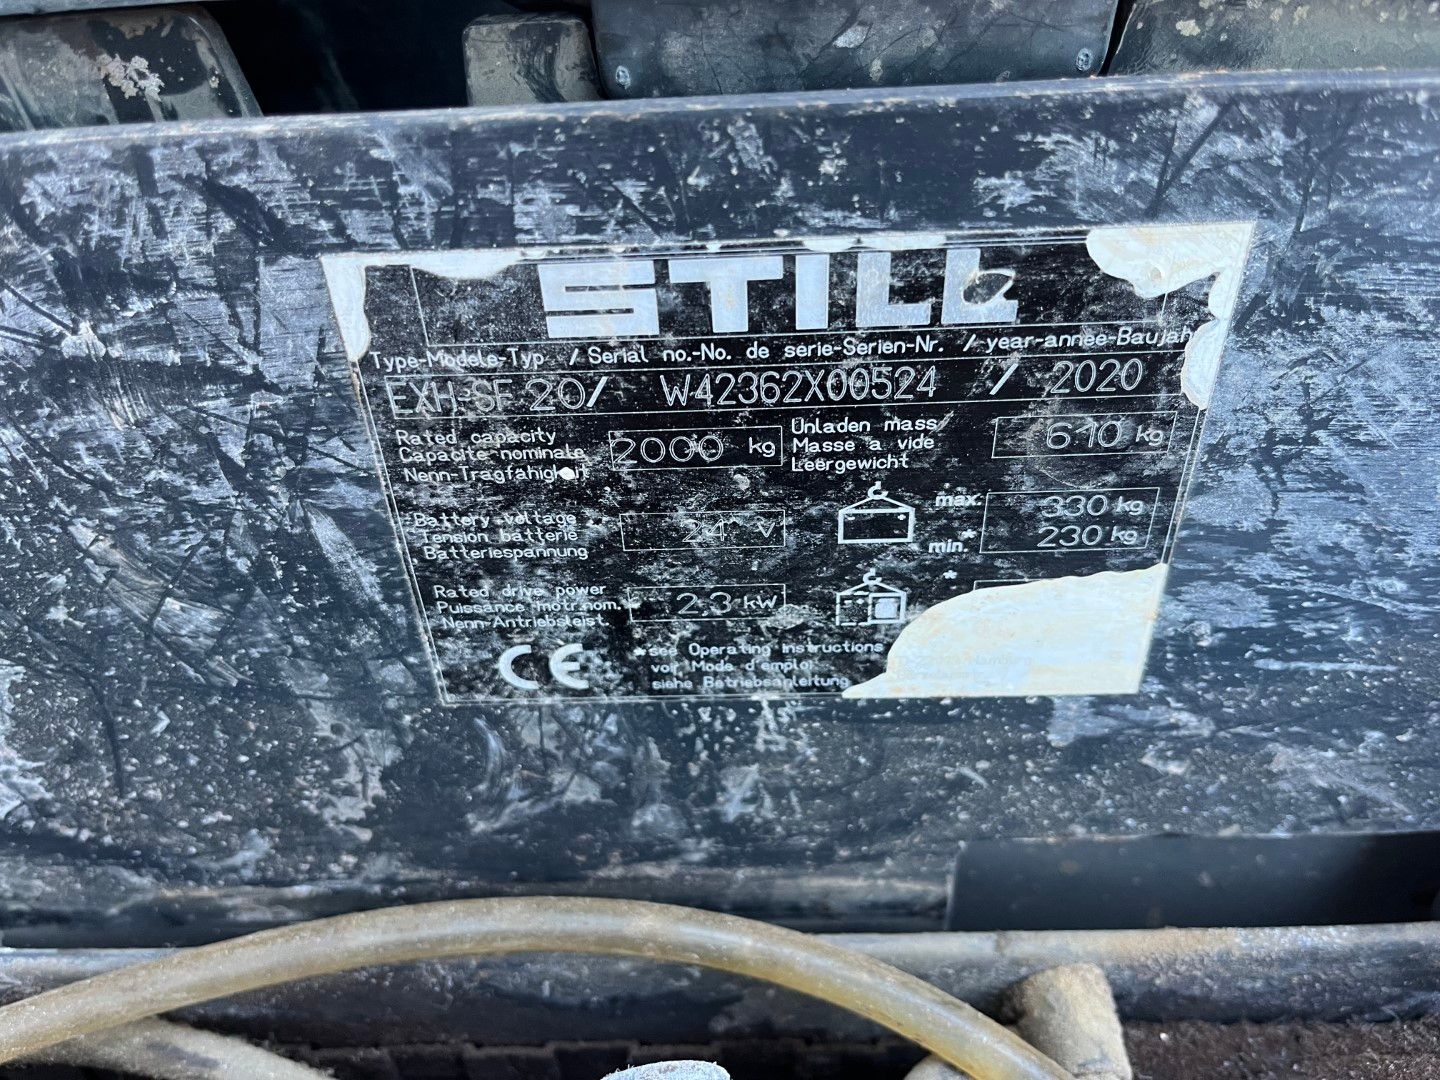 STILL
Type-Modele-Typ / Serial no.-No. de serie-Serien-Nr. / year-annee-Baujahr
EXH-SF 20/ W42362X00524 / 2020
Rated capacity
Capacite nominale
Nenn-Tragfähigkeit
2000 kg
Unladen mass
Masse a vide
Leergewicht
610 kg
Battery voltage
Tension batterie
Batteriespannung
24 V
max. 330 kg
min.* 230 kg
Rated drive power
Puissance motr.nom.
Nenn-Antriebsleist.
2.3 kW
*
CE
*see Operating instructions
voir Mode d'emploi
siehe Betriebsanleitung
Hamburg